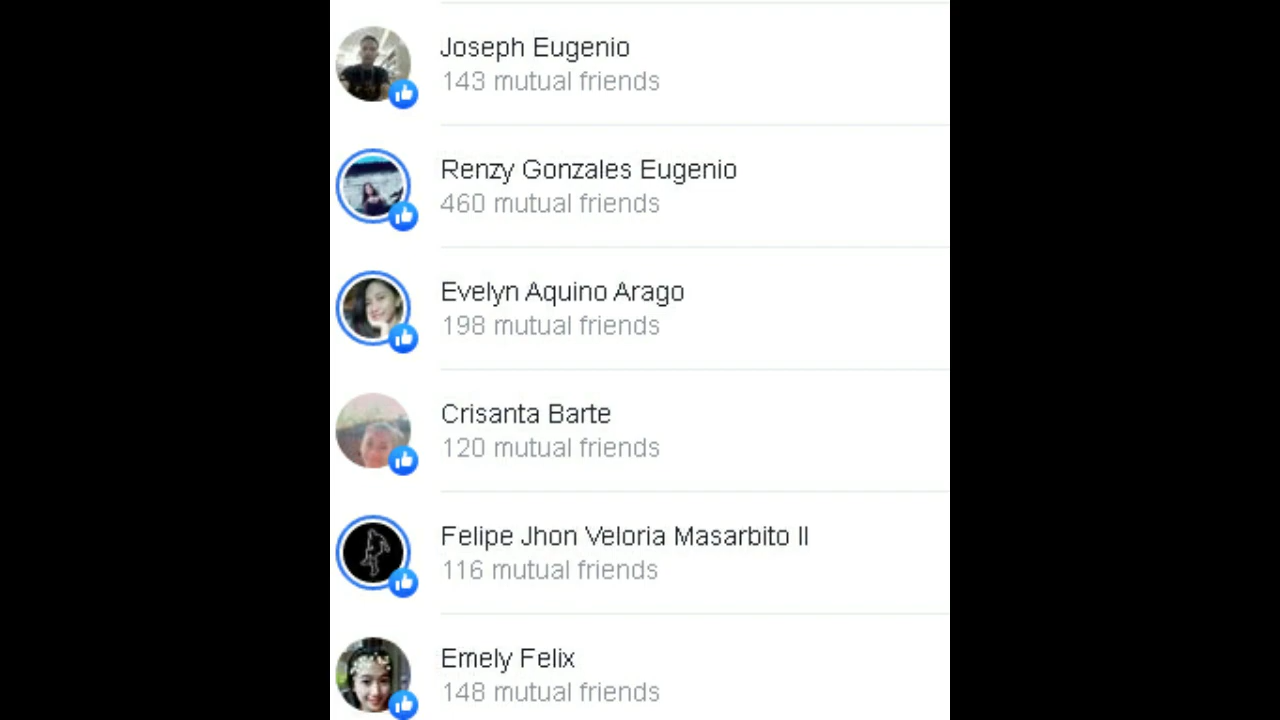 Joseph Eugenio
143 mutual friends
Renzy Gonzales Eugenio
460 mutual friends
Evelyn Aquino Arago
198 mutual friends
Crisanta Barte
120 mutual friends
Felipe Jhon Veloria Masarbito II
116 mutual friends
Emely Felix
148 mutual friends